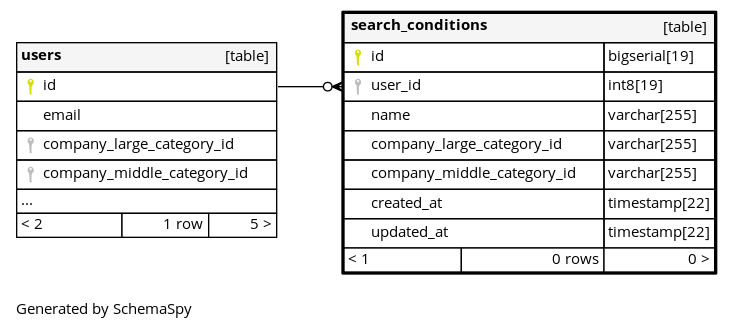 users [table]
id
email
company_large_category_id
company_middle_category_id
...
< 2 1 row 5 >
search_conditions [table]
id bigserial[19]
user_id int8[19]
name varchar[255]
company_large_category_id varchar[255]
company_middle_category_id varchar[255]
created_at timestamp[22]
updated_at timestamp[22]
< 1 0 rows 0 >
Generated by SchemaSpy